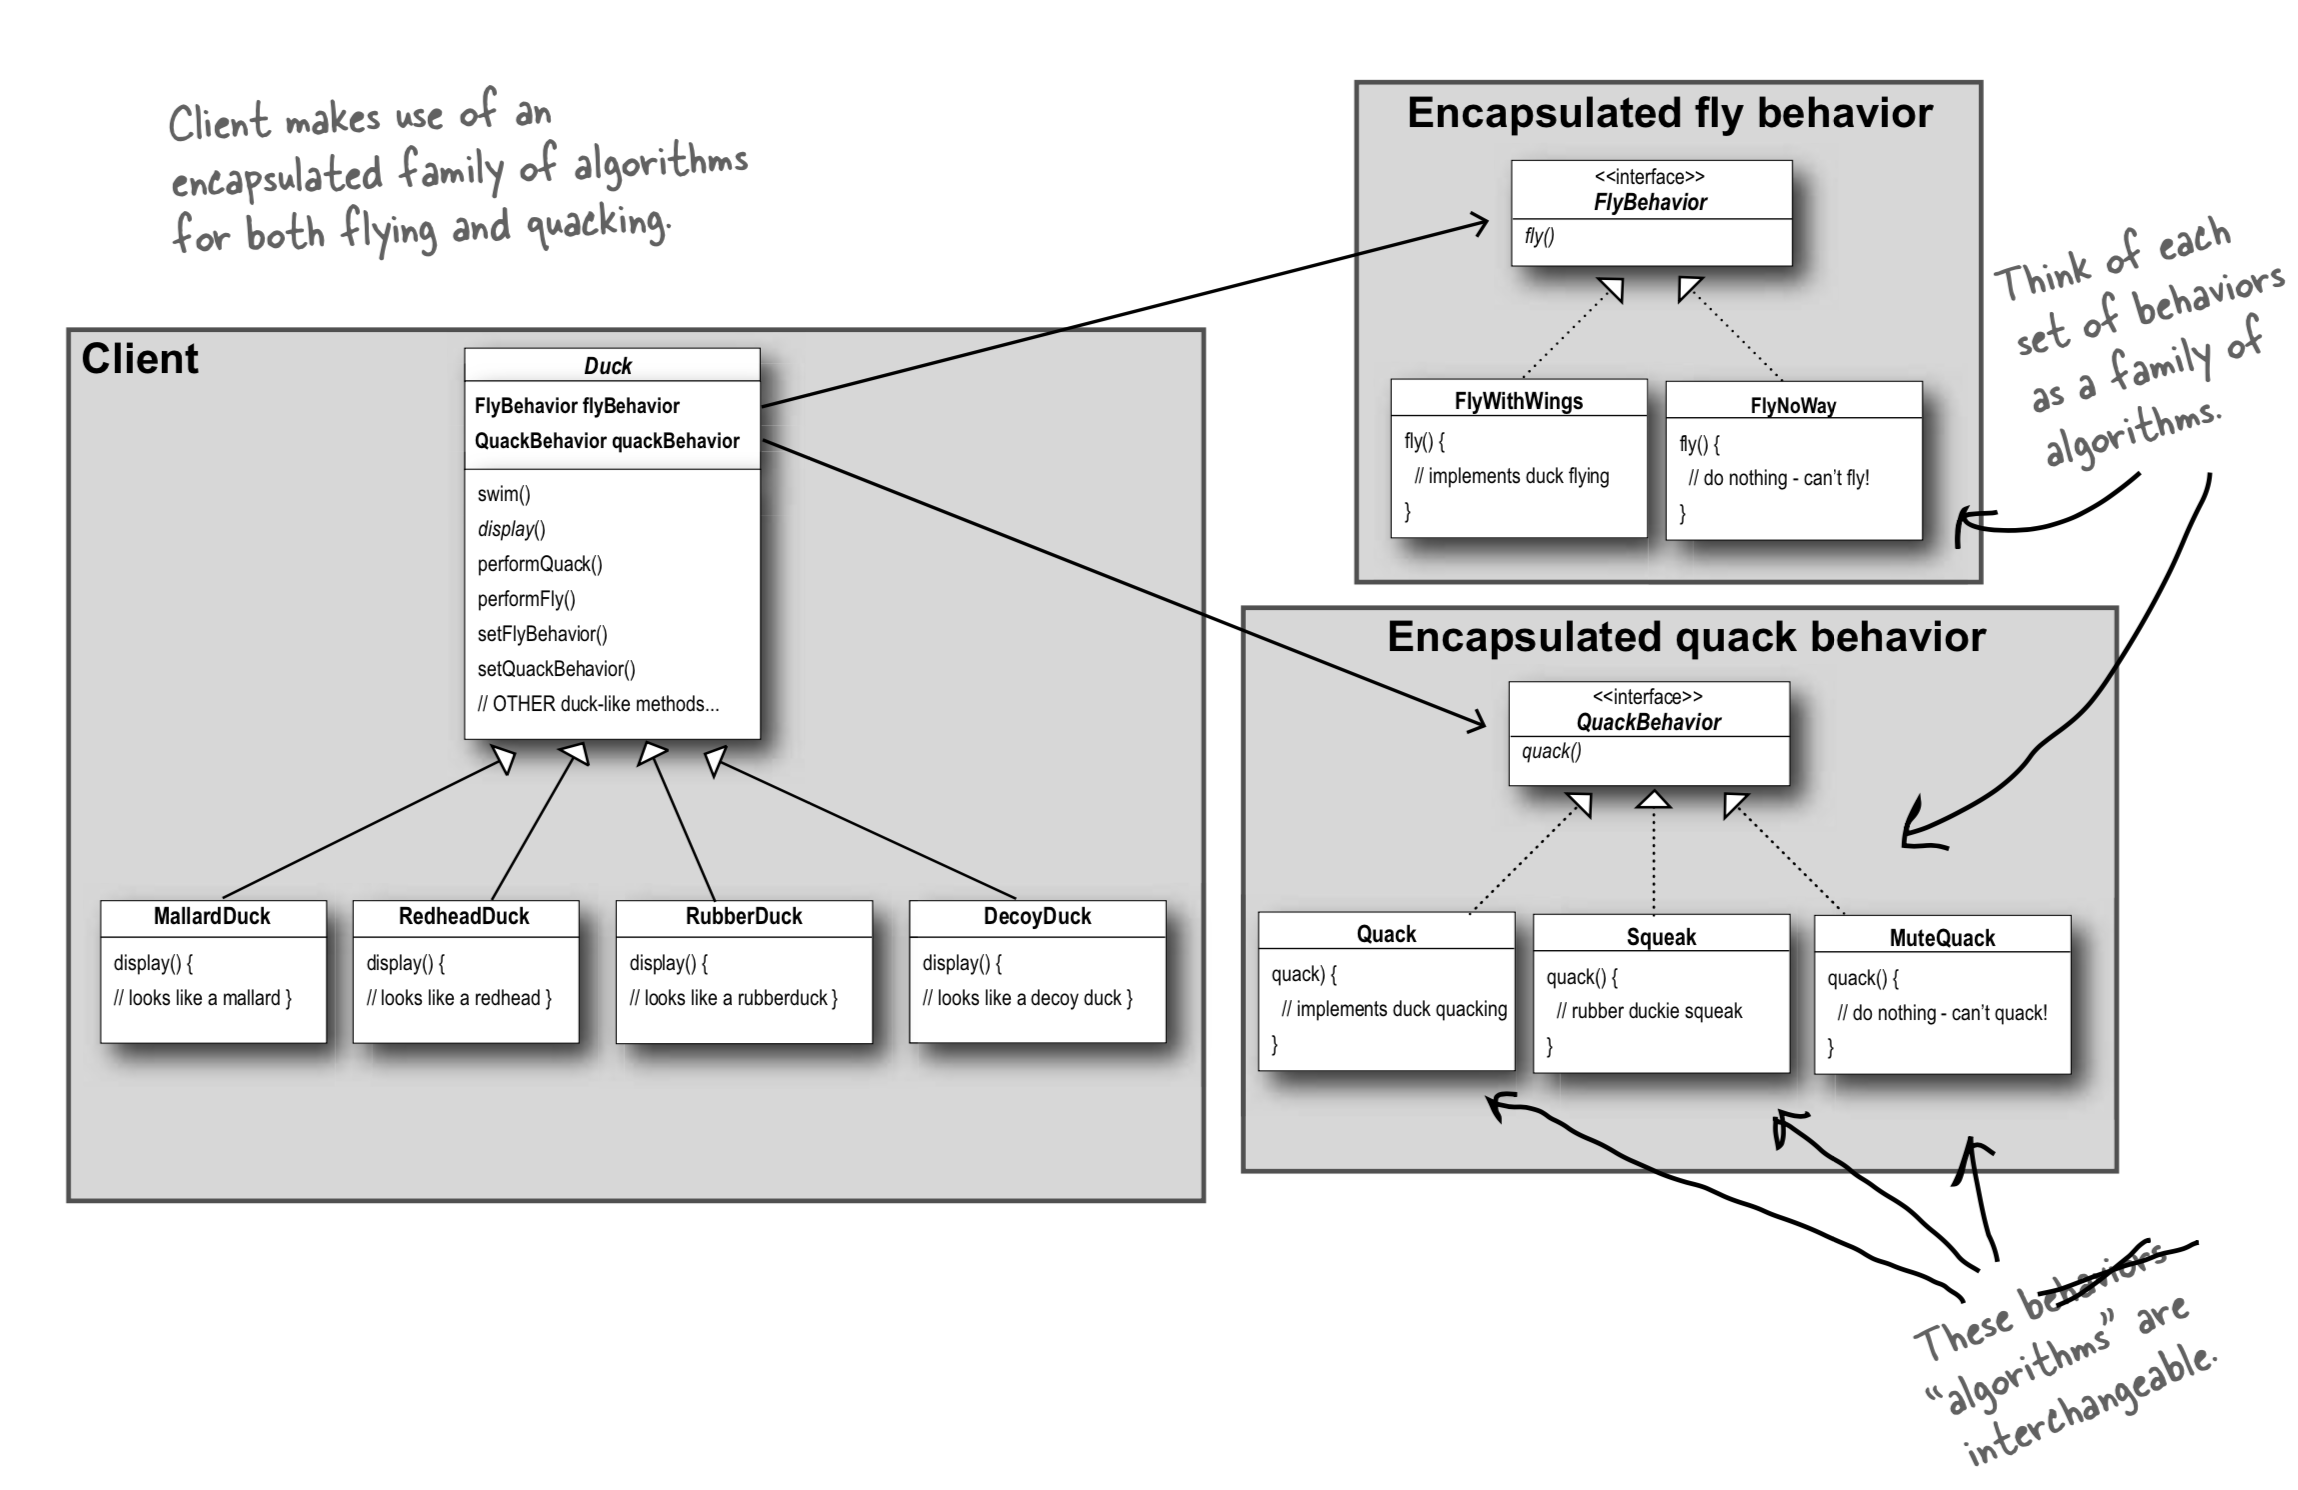 Client makes use of an
encapsulated family of algorithms
for both flying and quacking.
Client
Duck
FlyBehavior flyBehavior
QuackBehavior quackBehavior
swim()
display()
performQuack()
performFly()
setFlyBehavior()
setQuackBehavior()
// OTHER duck-like methods...
MallardDuck
display() {
// looks like a mallard }
RedheadDuck
display() {
// looks like a redhead }
RubberDuck
display() {
// looks like a rubberduck }
DecoyDuck
display() {
// looks like a decoy duck }
Encapsulated fly behavior
<<interface>>
FlyBehavior
fly()
FlyWithWings
fly() {
// implements duck flying
}
FlyNoWay
fly() {
// do nothing - can't fly!
}
Think of each
set of behaviors
as a family of
algorithms.
Encapsulated quack behavior
<<interface>>
QuackBehavior
quack()
Quack
quack) {
// implements duck quacking
}
Squeak
quack() {
// rubber duckie squeak
}
MuteQuack
quack() {
// do nothing - can't quack!
}
These behaviors
“algorithms” are
interchangeable.